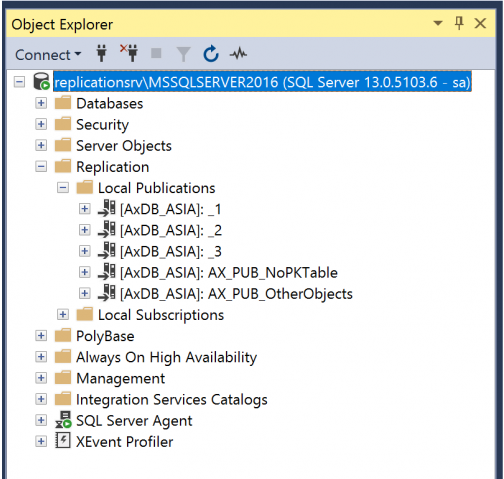 Object Explorer
Connect
replicationsrv\MSSQLSERVER2016 (SQL Server 13.0.5103.6 - sa)
Databases
Security
Server Objects
Replication
Local Publications
[AxDB_ASIA]: _1
[AxDB_ASIA]: _2
[AxDB_ASIA]: _3
[AxDB_ASIA]: AX_PUB_NoPKTable
[AxDB_ASIA]: AX_PUB_OtherObjects
Local Subscriptions
PolyBase
Always On High Availability
Management
Integration Services Catalogs
SQL Server Agent
XEvent Profiler